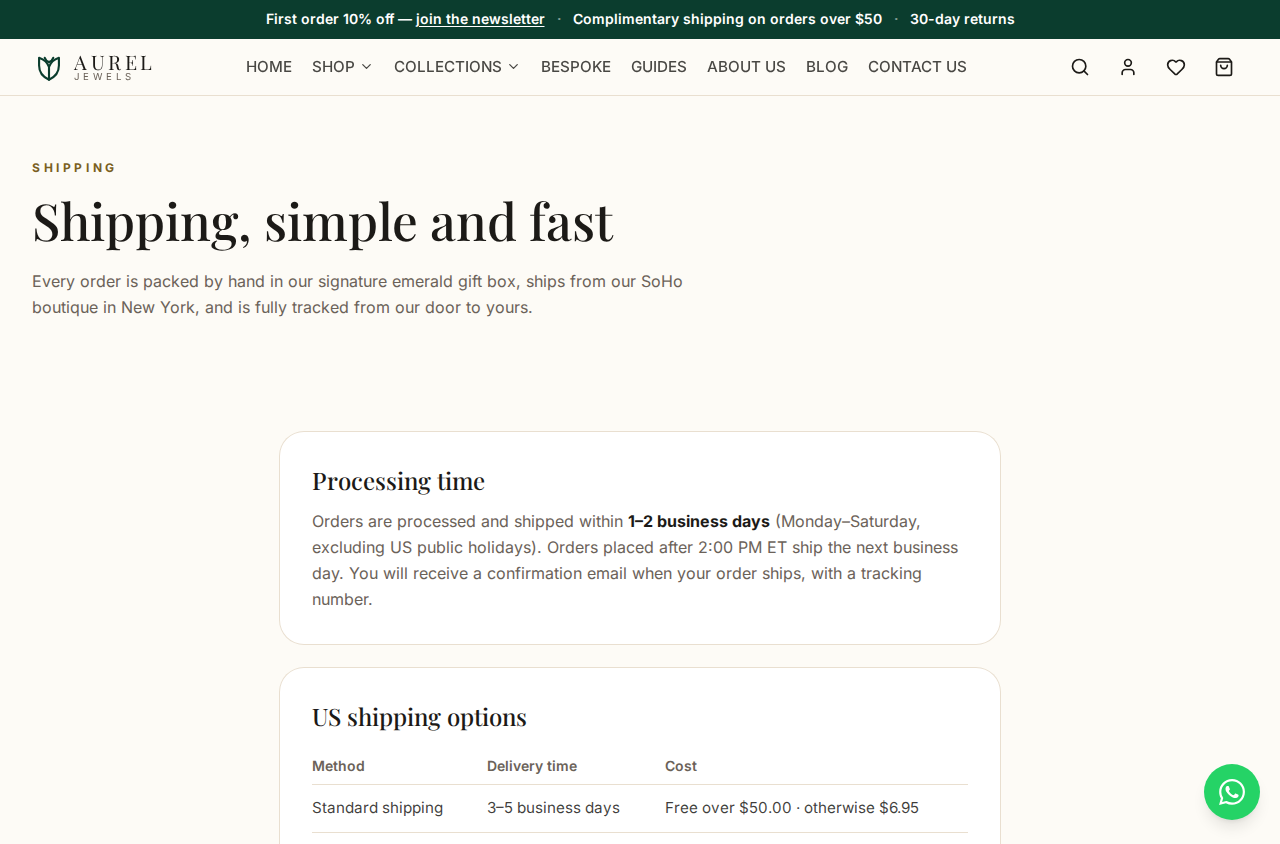 First order 10% off — join the newsletter · Complimentary shipping on orders over $50 · 30-day returns
AUREL
JEWELS
HOME SHOP COLLECTIONS BESPOKE GUIDES ABOUT US BLOG CONTACT US
SHIPPING
Shipping, simple and fast
Every order is packed by hand in our signature emerald gift box, ships from our SoHo
boutique in New York, and is fully tracked from our door to yours.
Processing time
Orders are processed and shipped within 1–2 business days (Monday–Saturday,
excluding US public holidays). Orders placed after 2:00 PM ET ship the next business
day. You will receive a confirmation email when your order ships, with a tracking
number.
US shipping options
Method Delivery time Cost
Standard shipping 3–5 business days Free over $50.00 · otherwise $6.95